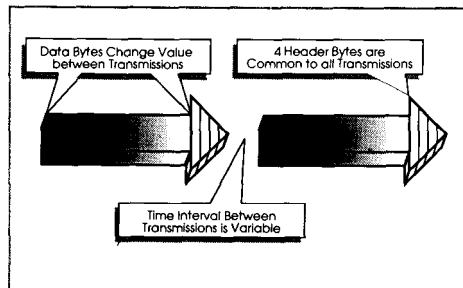 Data Bytes Change Value
between Transmissions
4 Header Bytes are
Common to all Transmissions
Time Interval Between
Transmissions is Variable